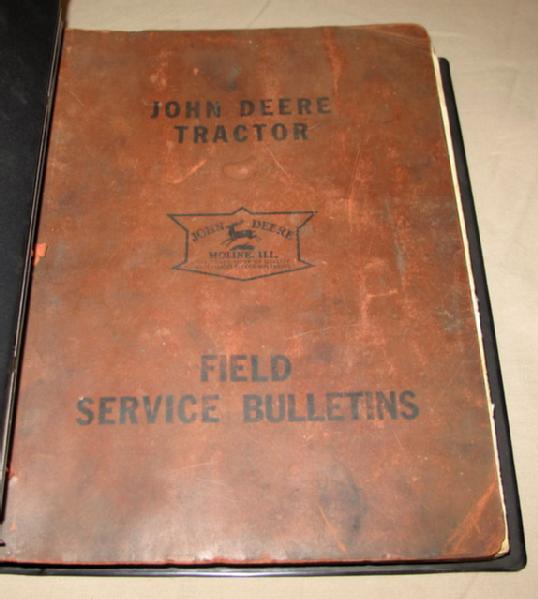 JOHN DEERE
TRACTOR
JOHN DEERE
MOLINE, ILL.
FIELD
SERVICE BULLETINS